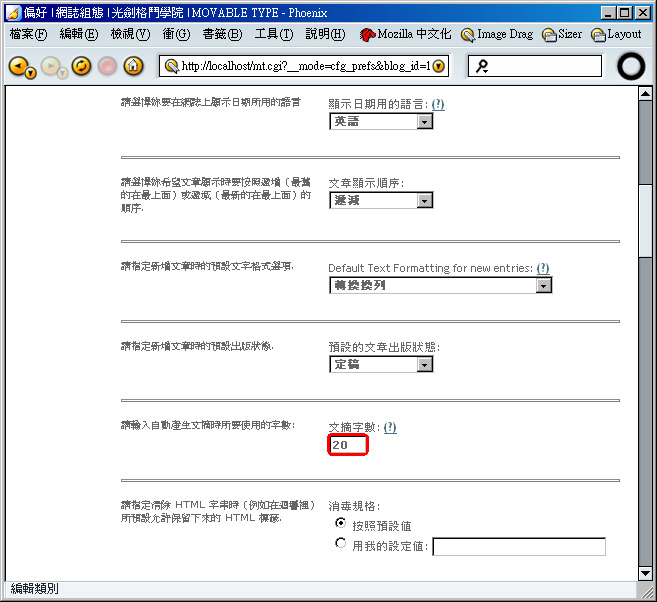 偏好 | 網誌組態 | 光劍格鬥學院 | MOVABLE TYPE - Phoenix
檔案(F) 編輯(E) 檢視(V) 衝(G) 書籤(B) 工具(T) 說明(H) Mozilla 中文化 Image Drag Sizer Layout
http://localhost/mt.cgi?__mode=cfg_prefs&blog_id=1
請選擇妳要在網誌上顯示日期所用的語言
顯示日期用的語言: (?)
英語
請選擇妳希望文章顯示時要按照遞增（最舊
的在最上面）或遞減（最新的在最上面）的
順序.
文章顯示順序:
遞減
請指定新增文章時的預設文字格式選項.
Default Text Formatting for new entries: (?)
轉換換列
請指定新增文章時的預設出版狀態.
預設的文章出版狀態:
定稿
請輸入自動產生文摘時所要使用的字數:
文摘字數: (?)
20
請指定清除 HTML 字串時（例如在迴響裡）
所預設允許保留下來的 HTML 標籤.
消毒規格:
按照預設值
用我的設定值:
編輯類別